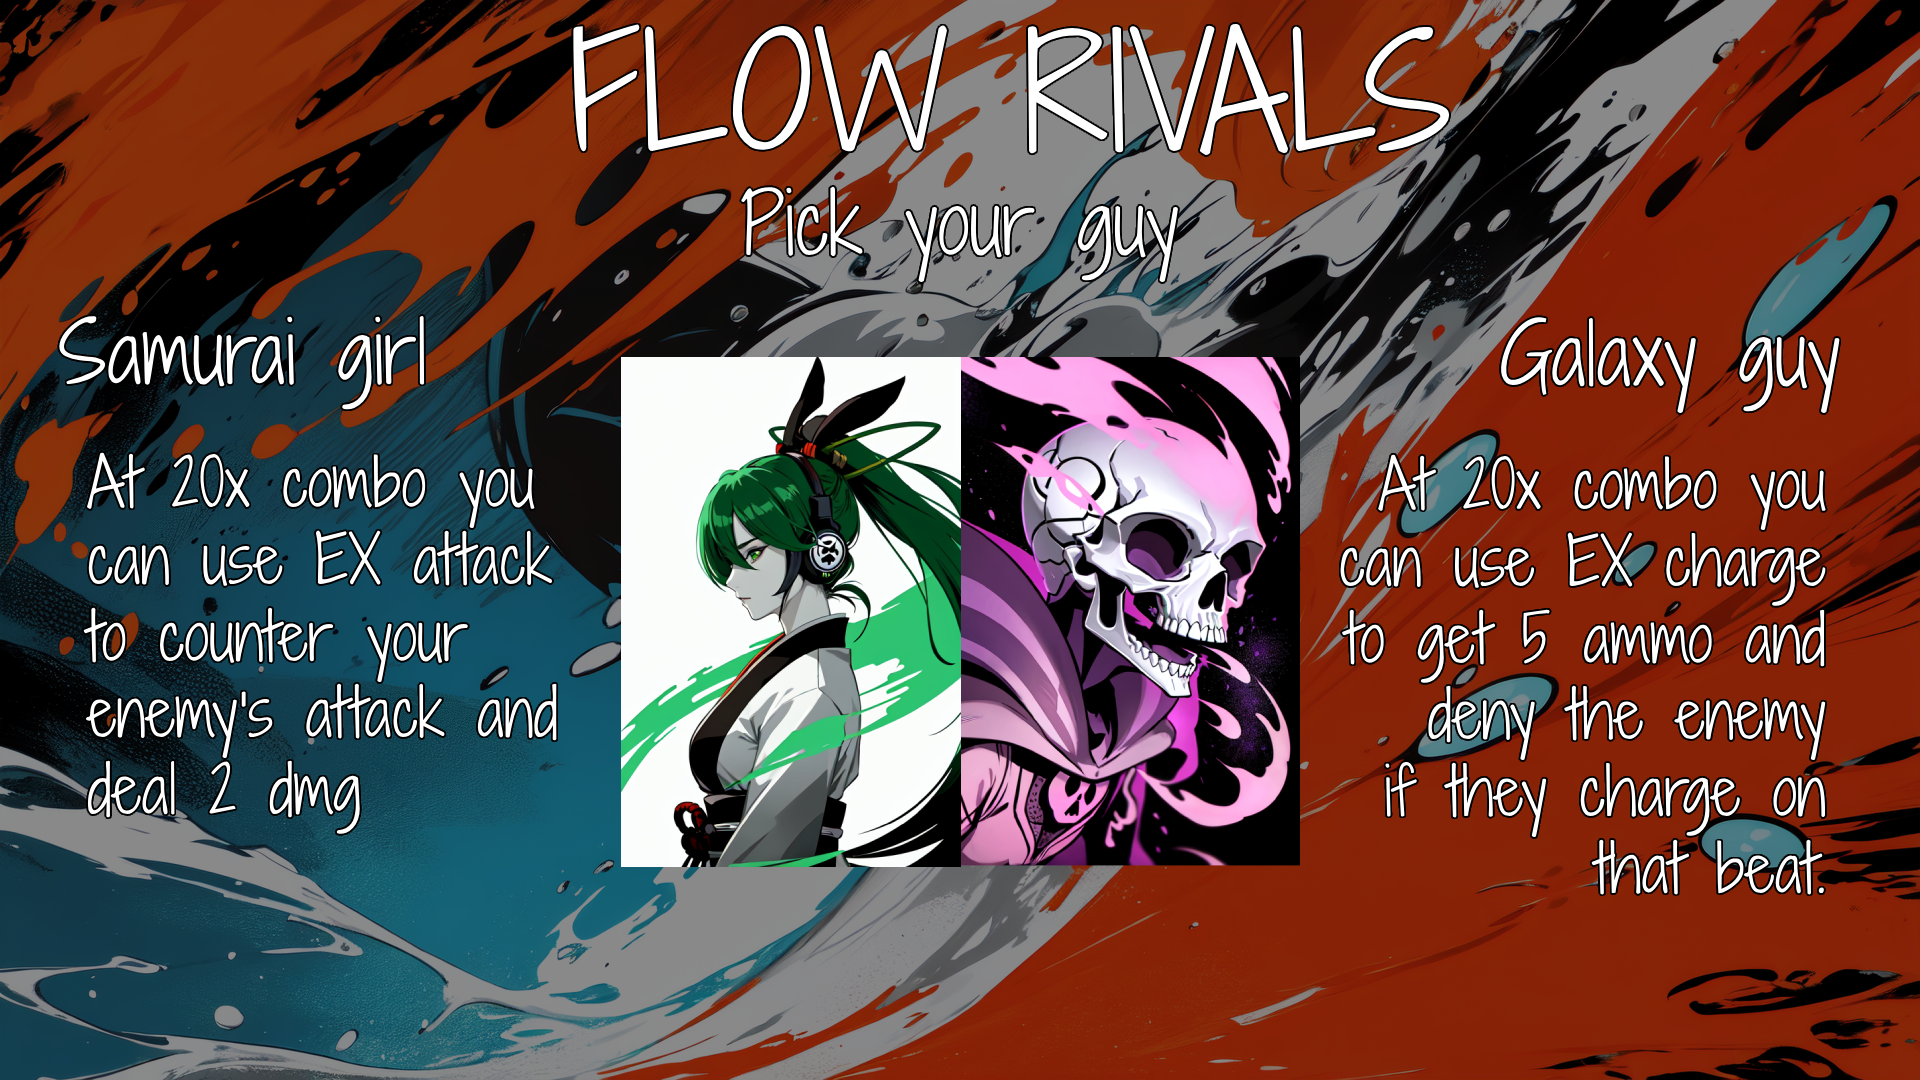 FLOW RIVALS
Pick your guy
Samurai girl
At 20x combo you
can use EX attack
to counter your
enemy's attack and
deal 2 dmg
Galaxy guy
At 20x combo you
can use EX charge
to get 5 ammo and
deny the enemy
if they charge on
that beat.